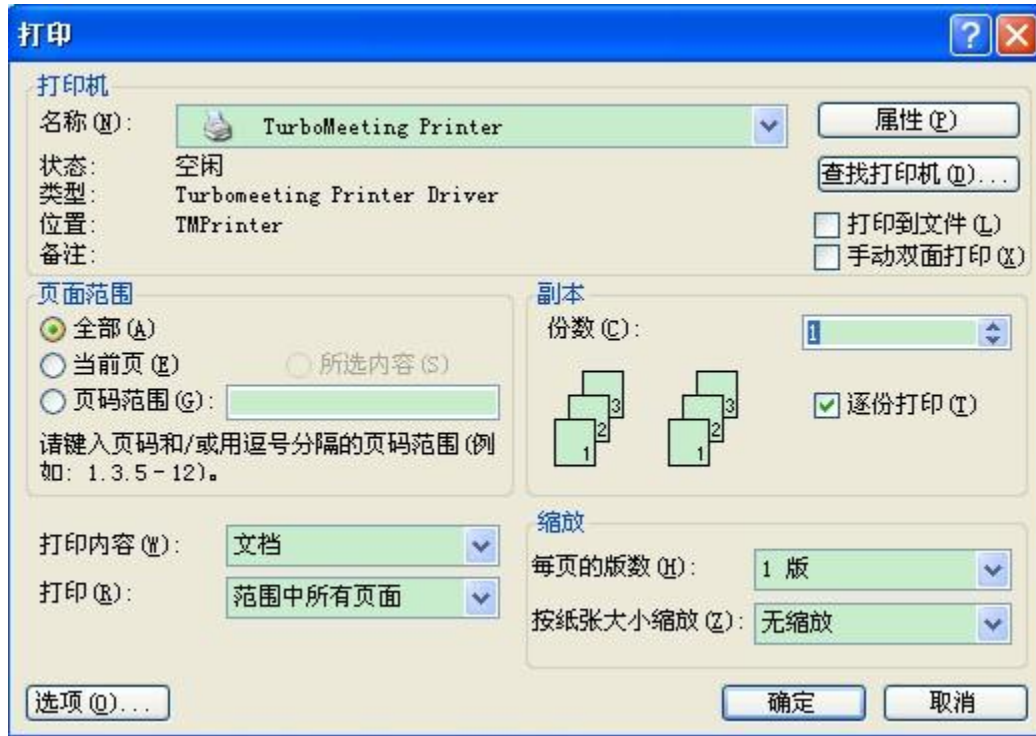 打印
打印机
名称(N): TurboMeeting Printer 属性(P)
状态: 空闲
查找打印机(D)...
类型: Turbomeeting Printer Driver
位置: TMPrinter
打印到文件(L)
备注:
手动双面打印(X)
页面范围
全部(A)
当前页(E) 所选内容(S)
页码范围(G):
请键入页码和/或用逗号分隔的页码范围(例
如: 1.3.5-12)。
副本
份数(C): 1
1 2 3 1 2 3
逐份打印(T)
打印内容(W): 文档
打印(R): 范围中所有页面
缩放
每页的版数(H): 1 版
按纸张大小缩放(Z): 无缩放
选项(O)... 确定 取消